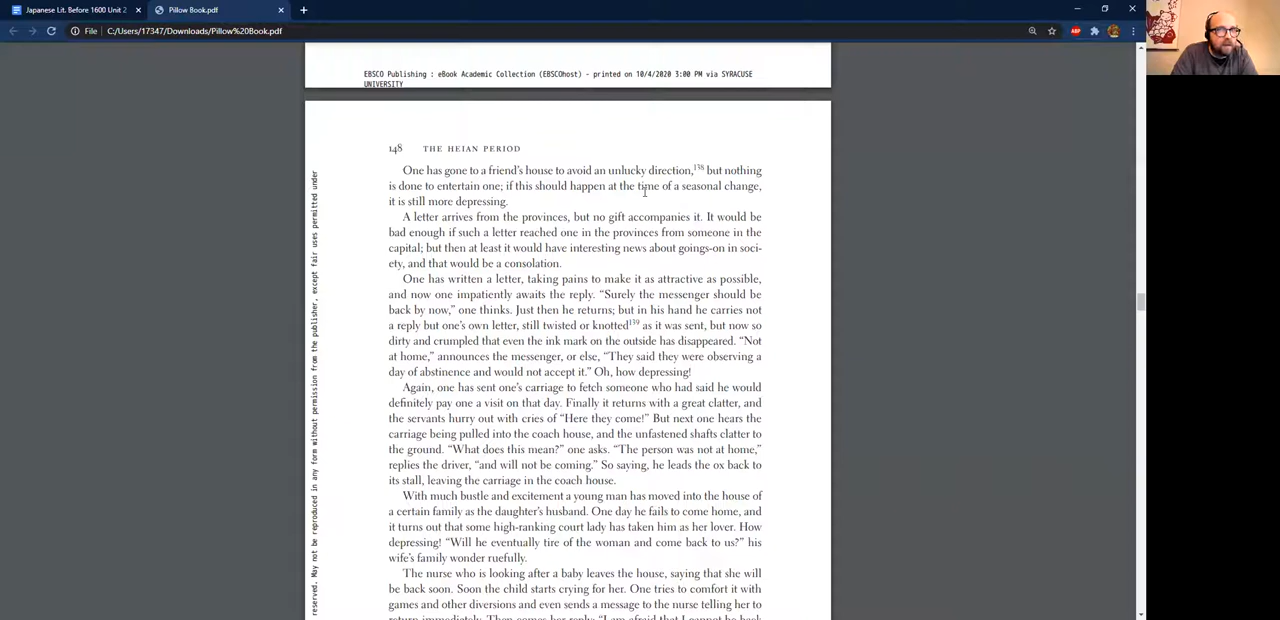 Japanese Lit. Before 1600 Unit 2
Pillow Book.pdf
File
C:/Users/17347/Downloads/Pillow%20Book.pdf
ABP
EBSCO Publishing : eBook Academic Collection (EBSCOhost) - printed on 10/4/2020 3:00 PM via SYRACUSE
UNIVERSITY
148 THE HEIAN PERIOD
One has gone to a friend's house to avoid an unlucky direction,138 but nothing
is done to entertain one; if this should happen at the time of a seasonal change,
it is still more depressing.
A letter arrives from the provinces, but no gift accompanies it. It would be
bad enough if such a letter reached one in the provinces from someone in the
capital; but then at least it would have interesting news about goings-on in soci-
ety, and that would be a consolation.
One has written a letter, taking pains to make it as attractive as possible,
and now one impatiently awaits the reply. “Surely the messenger should be
back by now,” one thinks. Just then he returns; but in his hand he carries not
a reply but one's own letter, still twisted or knotted139 as it was sent, but now so
dirty and crumpled that even the ink mark on the outside has disappeared. “Not
at home,” announces the messenger, or else, “They said they were observing a
day of abstinence and would not accept it.” Oh, how depressing!
Again, one has sent one's carriage to fetch someone who had said he would
definitely pay one a visit on that day. Finally it returns with a great clatter, and
the servants hurry out with cries of “Here they come!” But next one hears the
carriage being pulled into the coach house, and the unfastened shafts clatter to
the ground. “What does this mean?” one asks. “The person was not at home,”
replies the driver, “and will not be coming.” So saying, he leads the ox back to
its stall, leaving the carriage in the coach house.
With much bustle and excitement a young man has moved into the house of
a certain family as the daughter's husband. One day he fails to come home, and
it turns out that some high-ranking court lady has taken him as her lover. How
depressing! “Will he eventually tire of the woman and come back to us?” his
wife's family wonder ruefully.
The nurse who is looking after a baby leaves the house, saying that she will
be back soon. Soon the child starts crying for her. One tries to comfort it with
games and other diversions and even sends a message to the nurse telling her to
return immediately. Then comes her reply: “I am afraid that I cannot be back
reserved. May not be reproduced in any form without permission from the publisher, except fair uses permitted under